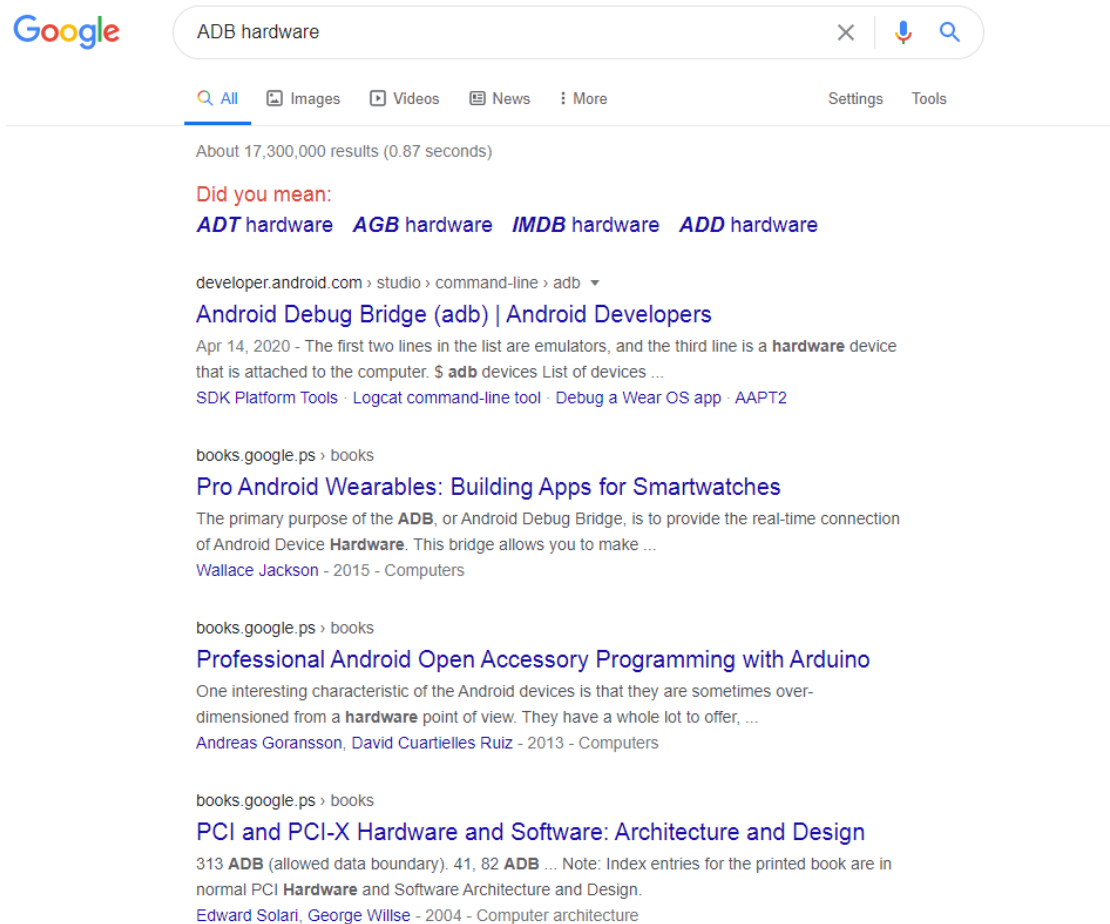 Google
ADB hardware
All Images Videos News More Settings Tools
About 17,300,000 results (0.87 seconds)
Did you mean:
ADT hardware AGB hardware IMDB hardware ADD hardware
developer.android.com › studio › command-line › adb
Android Debug Bridge (adb) | Android Developers
Apr 14, 2020 - The first two lines in the list are emulators, and the third line is a hardware device
that is attached to the computer. $ adb devices List of devices ...
SDK Platform Tools · Logcat command-line tool · Debug a Wear OS app · AAPT2
books.google.ps › books
Pro Android Wearables: Building Apps for Smartwatches
The primary purpose of the ADB, or Android Debug Bridge, is to provide the real-time connection
of Android Device Hardware. This bridge allows you to make ...
Wallace Jackson - 2015 - Computers
books.google.ps › books
Professional Android Open Accessory Programming with Arduino
One interesting characteristic of the Android devices is that they are sometimes over-
dimensioned from a hardware point of view. They have a whole lot to offer, ...
Andreas Goransson, David Cuartielles Ruiz - 2013 - Computers
books.google.ps › books
PCI and PCI-X Hardware and Software: Architecture and Design
313 ADB (allowed data boundary). 41, 82 ADB ... Note: Index entries for the printed book are in
normal PCI Hardware and Software Architecture and Design.
Edward Solari, George Willse - 2004 - Computer architecture